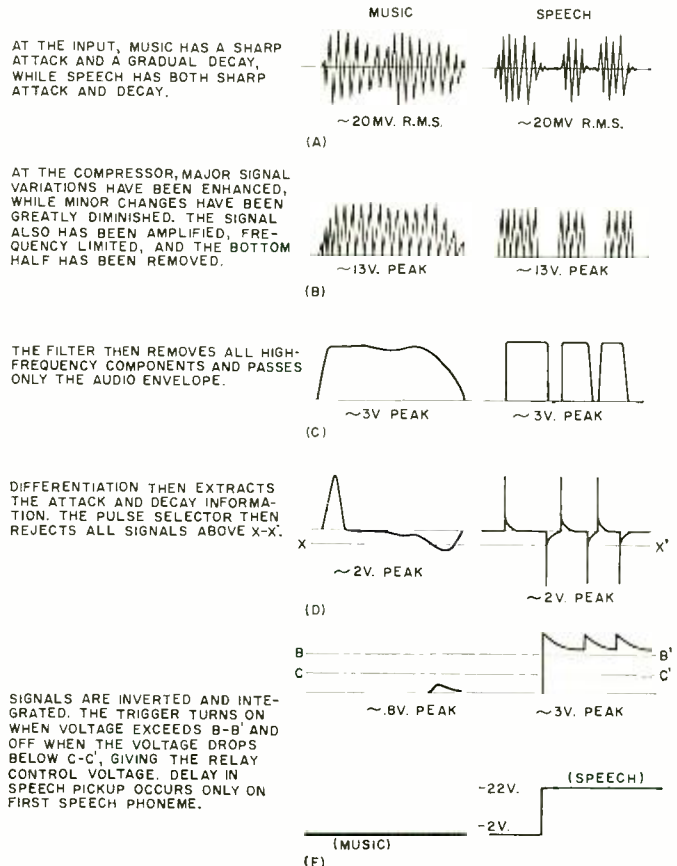 MUSIC
SPEECH
AT THE INPUT, MUSIC HAS A SHARP
ATTACK AND A GRADUAL DECAY,
WHILE SPEECH HAS BOTH SHARP
ATTACK AND DECAY.
~20MV. R.M.S.
~20MV R.M.S.
(A)
AT THE COMPRESSOR, MAJOR SIGNAL
VARIATIONS HAVE BEEN ENHANCED,
WHILE MINOR CHANGES HAVE BEEN
GREATLY DIMINISHED. THE SIGNAL
ALSO HAS BEEN AMPLIFIED, FRE-
QUENCY LIMITED, AND THE BOTTOM
HALF HAS BEEN REMOVED.
~13V. PEAK
~13V. PEAK
(B)
THE FILTER THEN REMOVES ALL HIGH-
FREQUENCY COMPONENTS AND PASSES
ONLY THE AUDIO ENVELOPE.
~3V PEAK
~3V. PEAK
(C)
DIFFERENTIATION THEN EXTRACTS
THE ATTACK AND DECAY INFORMA-
TION. THE PULSE SELECTOR THEN
REJECTS ALL SIGNALS ABOVE X-X'.
X
X'
~2V. PEAK
~2V. PEAK
(D)
B
B'
C
C'
~.8V. PEAK
~3V. PEAK
SIGNALS ARE INVERTED AND INTE-
GRATED. THE TRIGGER TURNS ON
WHEN VOLTAGE EXCEEDS B-B' AND
OFF WHEN THE VOLTAGE DROPS
BELOW C-C', GIVING THE RELAY
CONTROL VOLTAGE. DELAY IN
SPEECH PICKUP OCCURS ONLY ON
FIRST SPEECH PHONEME.
-22V.
(SPEECH)
-2V.
(MUSIC)